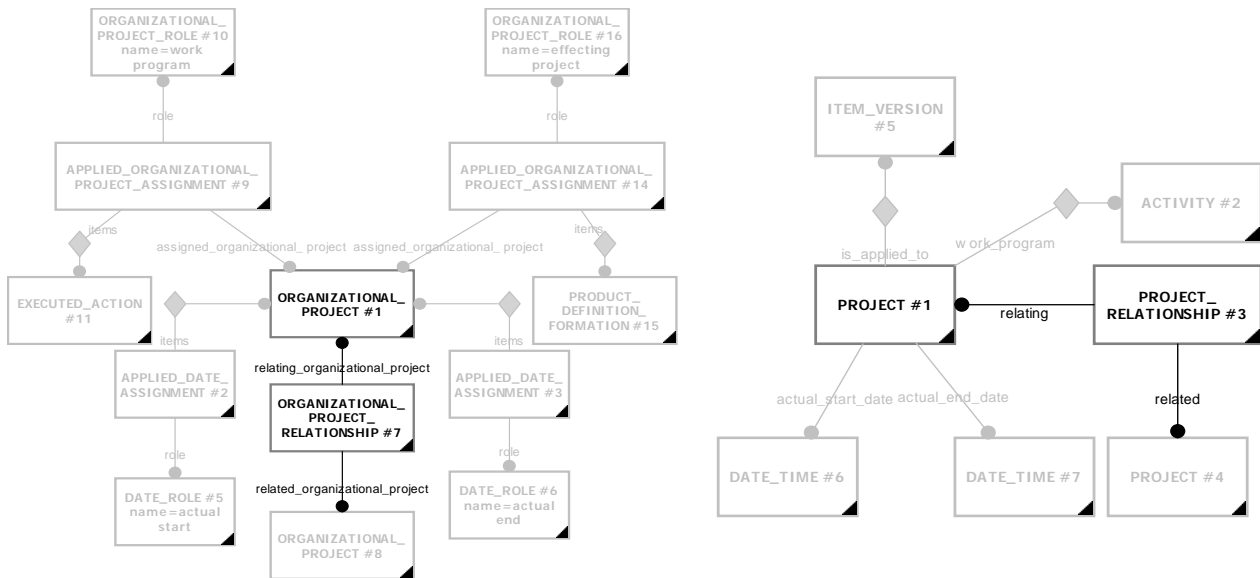 ORGANIZATIONAL_
PROJECT_ROLE #10
name=work
program
ORGANIZATIONAL_
PROJECT_ROLE #16
name=effecting
project
role
role
APPLIED_ORGANIZATIONAL_
PROJECT_ASSIGNMENT #9
APPLIED_ORGANIZATIONAL_
PROJECT_ASSIGNMENT #14
items
assigned_organizational_project
assigned_organizational_ project
items
EXECUTED_ACTION
#11
ORGANIZATIONAL_
PROJECT #1
PRODUCT_
DEFINITION_
FORMATION #15
items
items
relating_organizational_project
APPLIED_DATE_
ASSIGNMENT #2
ORGANIZATIONAL_
PROJECT_
RELATIONSHIP #7
APPLIED_DATE_
ASSIGNMENT #3
role
role
related_organizational_project
DATE_ROLE #5
name=actual
start
ORGANIZATIONAL_
PROJECT #8
DATE_ROLE #6
name=actual
end
ITEM_VERSION
#5
ACTIVITY #2
is_applied_to
work_program
PROJECT #1
relating
PROJECT_
RELATIONSHIP #3
actual_start_date
actual_end_date
related
DATE_TIME #6
DATE_TIME #7
PROJECT #4